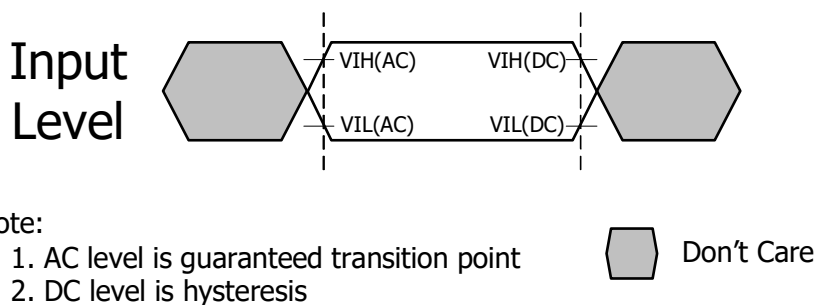 Input
Level
VIH(AC)
VIH(DC)
VIL(AC)
VIL(DC)
ote:
1. AC level is guaranteed transition point
2. DC level is hysteresis
Don't Care